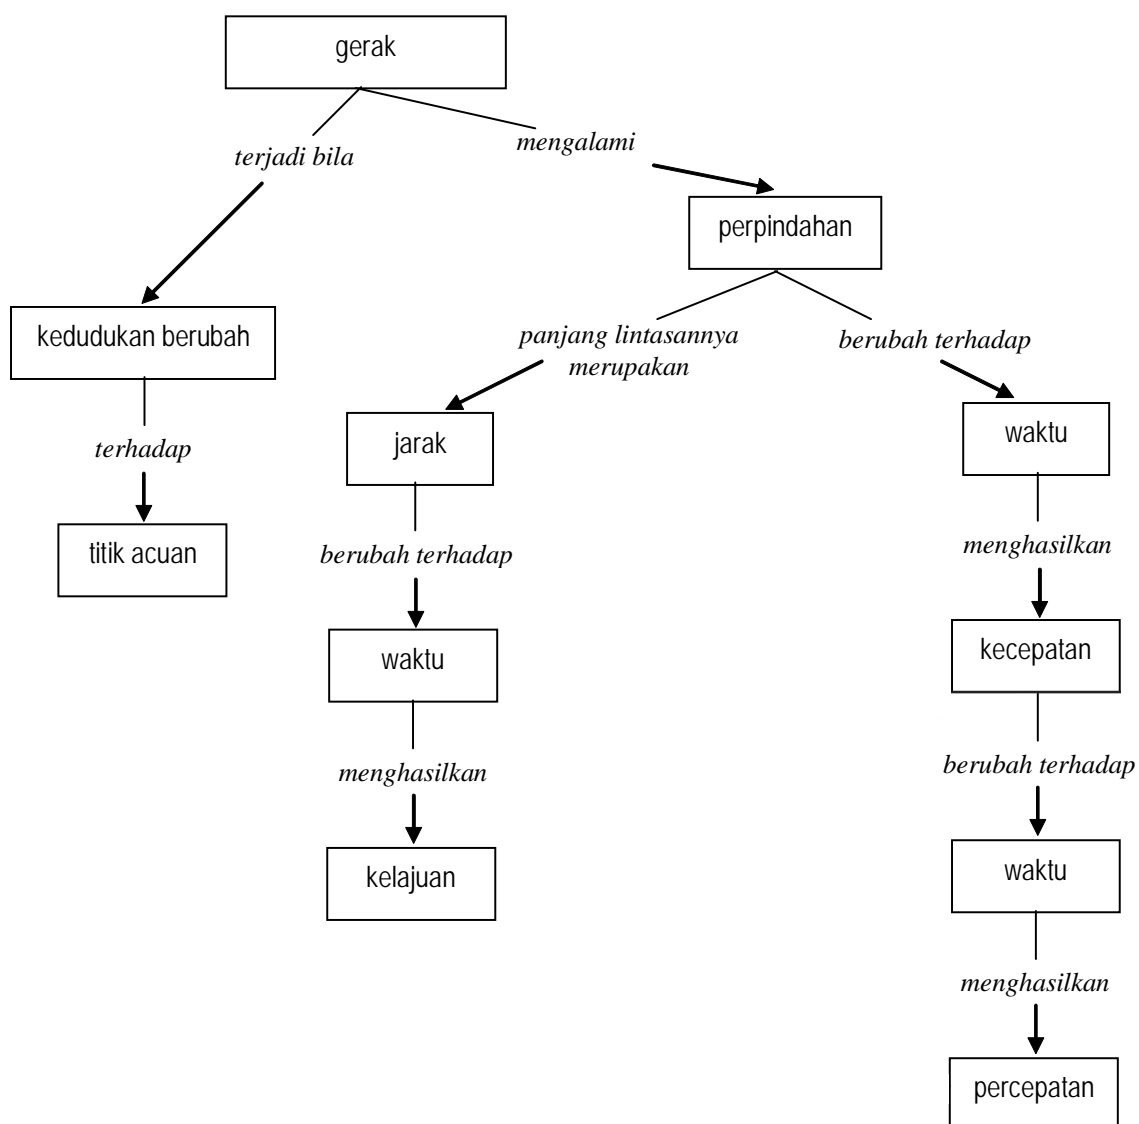 gerak
terjadi bila
mengalami
perpindahan
kedudukan berubah
panjang lintasannya
merupakan
berubah terhadap
jarak
waktu
terhadap
titik acuan
berubah terhadap
menghasilkan
waktu
kecepatan
menghasilkan
berubah terhadap
kelajuan
waktu
menghasilkan
percepatan